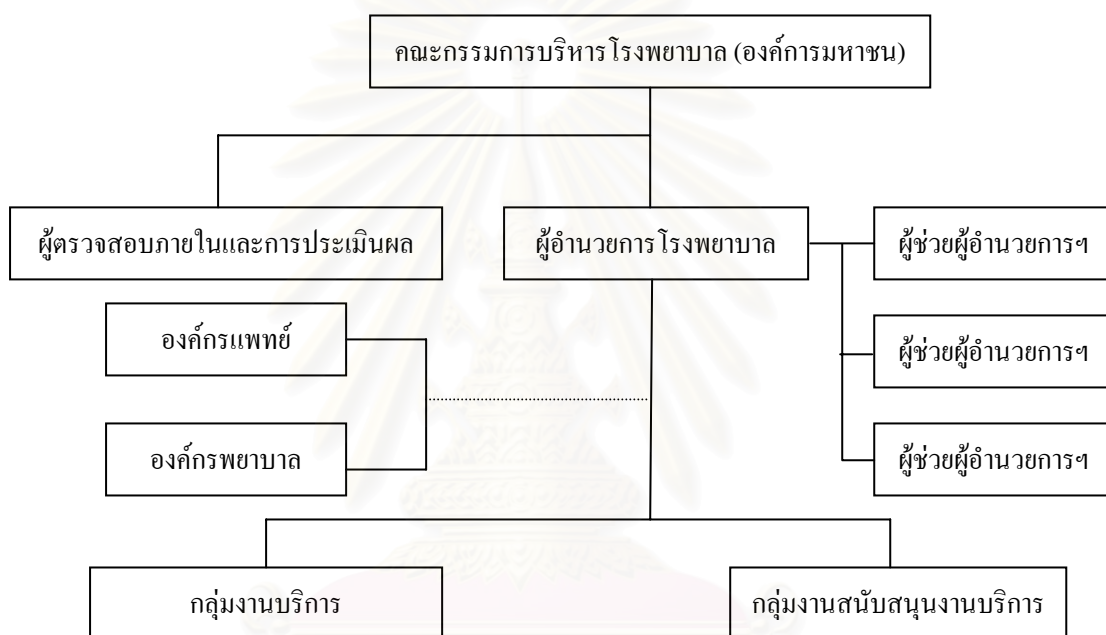 คณะกรรมการบริหารโรงพยาบาล (องค์การมหาชน)
ผู้ตรวจสอบภายในและการประเมินผล
ผู้อำนวยการโรงพยาบาล
ผู้ช่วยผู้อำนวยการฯ
องค์กรแพทย์
ผู้ช่วยผู้อำนวยการฯ
องค์กรพยาบาล
ผู้ช่วยผู้อำนวยการฯ
กลุ่มงานบริการ
กลุ่มงานสนับสนุนงานบริการ